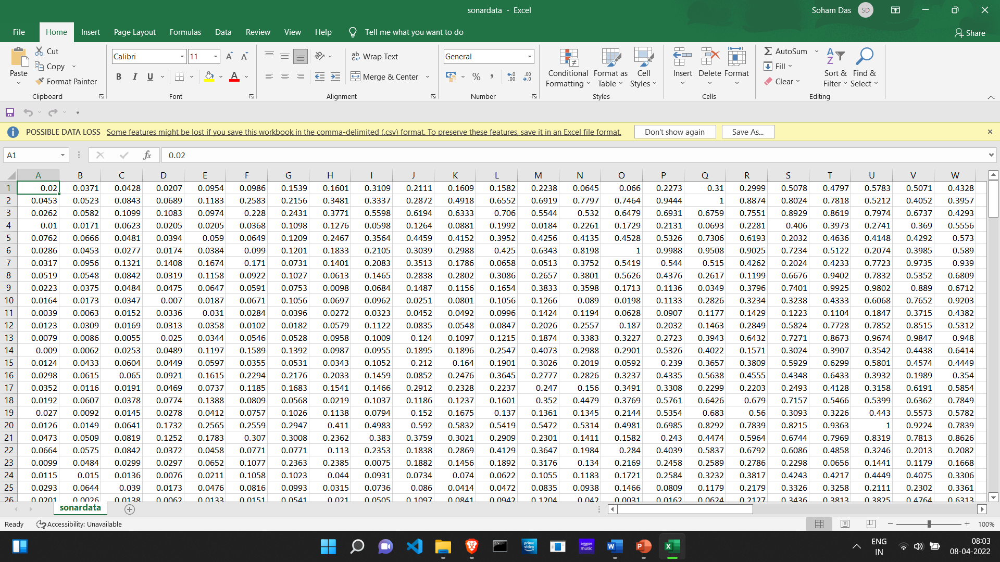 sonardata - Excel
Soham Das SD
File Home Insert Page Layout Formulas Data Review View Help Tell me what you want to do Share
Paste Cut Copy Format Painter Clipboard
Calibri 11 B I U Font
Wrap Text Merge & Center Alignment
General % Number
Conditional Formatting Format as Table Cell Styles Styles
Insert Delete Format Cells
AutoSum Fill Clear Sort & Filter Find & Select Editing
POSSIBLE DATA LOSS Some features might be lost if you save this workbook in the comma-delimited (.csv) format. To preserve these features, save it in an Excel file format. Don't show again Save As...
A1 fx 0.02
A B C D E F G H I J K L M N O P Q R S T U V W
1 0.02 0.0371 0.0428 0.0207 0.0954 0.0986 0.1539 0.1601 0.3109 0.2111 0.1609 0.1582 0.2238 0.0645 0.066 0.2273 0.31 0.2999 0.5078 0.4797 0.5783 0.5071 0.4328
2 0.0453 0.0523 0.0843 0.0689 0.1183 0.2583 0.2156 0.3481 0.3337 0.2872 0.4918 0.6552 0.6919 0.7797 0.7464 0.9444 1 0.8874 0.8024 0.7818 0.5212 0.4052 0.3957
3 0.0262 0.0582 0.1099 0.1083 0.0974 0.228 0.2431 0.3771 0.5598 0.6194 0.6333 0.706 0.5544 0.532 0.6479 0.6931 0.6759 0.7551 0.8929 0.8619 0.7974 0.6737 0.4293
4 0.01 0.0171 0.0623 0.0205 0.0205 0.0368 0.1098 0.1276 0.0598 0.1264 0.0881 0.1992 0.0184 0.2261 0.1729 0.2131 0.0693 0.2281 0.406 0.3973 0.2741 0.369 0.5556
5 0.0762 0.0666 0.0481 0.0394 0.059 0.0649 0.1209 0.2467 0.3564 0.4459 0.4152 0.3952 0.4256 0.4135 0.4528 0.5326 0.7306 0.6193 0.2032 0.4636 0.4148 0.4292 0.573
6 0.0286 0.0453 0.0277 0.0174 0.0384 0.099 0.1201 0.1833 0.2105 0.3039 0.2988 0.425 0.6343 0.8198 1 0.9988 0.9508 0.9025 0.7234 0.5122 0.2074 0.3985 0.589
7 0.0317 0.0956 0.1321 0.1408 0.1674 0.171 0.0731 0.1401 0.2083 0.3513 0.1786 0.0658 0.0513 0.3752 0.5419 0.544 0.515 0.4262 0.2024 0.4233 0.7723 0.9735 0.939
8 0.0519 0.0548 0.0842 0.0319 0.1158 0.0922 0.1027 0.0613 0.1465 0.2838 0.2802 0.3086 0.2657 0.3801 0.5626 0.4376 0.2617 0.1199 0.6676 0.9402 0.7832 0.5352 0.6809
9 0.0223 0.0375 0.0484 0.0475 0.0647 0.0591 0.0753 0.0098 0.0684 0.1487 0.1156 0.1654 0.3833 0.3598 0.1713 0.1136 0.0349 0.3796 0.7401 0.9925 0.9802 0.889 0.6712
10 0.0164 0.0173 0.0347 0.007 0.0187 0.0671 0.1056 0.0697 0.0962 0.0251 0.0801 0.1056 0.1266 0.089 0.0198 0.1133 0.2826 0.3234 0.3238 0.4333 0.6068 0.7652 0.9203
11 0.0039 0.0063 0.0152 0.0336 0.031 0.0284 0.0396 0.0272 0.0323 0.0452 0.0492 0.0996 0.1424 0.1194 0.0628 0.0907 0.1177 0.1429 0.1223 0.1104 0.1847 0.3715 0.4382
12 0.0123 0.0309 0.0169 0.0313 0.0358 0.0102 0.0182 0.0579 0.1122 0.0835 0.0548 0.0847 0.2026 0.2557 0.187 0.2032 0.1463 0.2849 0.5824 0.7728 0.7852 0.8515 0.5312
13 0.0079 0.0086 0.0055 0.025 0.0344 0.0546 0.0528 0.0958 0.1009 0.124 0.1097 0.1215 0.1874 0.3383 0.3227 0.2723 0.3943 0.6432 0.7271 0.8673 0.9674 0.9847 0.948
14 0.009 0.0062 0.0253 0.0489 0.1197 0.1589 0.1392 0.0987 0.0955 0.1895 0.1896 0.2547 0.4073 0.2988 0.2901 0.5326 0.4022 0.1571 0.3024 0.3907 0.3542 0.4438 0.6414
15 0.0124 0.0433 0.0604 0.0449 0.0597 0.0355 0.0531 0.0343 0.1052 0.212 0.164 0.1901 0.3026 0.2019 0.0592 0.239 0.3657 0.3809 0.5929 0.6299 0.5801 0.4574 0.4449
16 0.0298 0.0615 0.065 0.0921 0.1615 0.2294 0.2176 0.2033 0.1459 0.0852 0.2476 0.3645 0.2777 0.2826 0.3237 0.4335 0.5638 0.4555 0.4348 0.6433 0.3932 0.1989 0.354
17 0.0352 0.0116 0.0191 0.0469 0.0737 0.1185 0.1683 0.1541 0.1466 0.2912 0.2328 0.2237 0.247 0.156 0.3491 0.3308 0.2299 0.2203 0.2493 0.4128 0.3158 0.6191 0.5854
18 0.0192 0.0607 0.0378 0.0774 0.1388 0.0809 0.0568 0.0219 0.1037 0.1186 0.1237 0.1601 0.352 0.4479 0.3769 0.5761 0.6426 0.679 0.7157 0.5466 0.5399 0.6362 0.7849
19 0.027 0.0092 0.0145 0.0278 0.0412 0.0757 0.1026 0.1138 0.0794 0.152 0.1675 0.137 0.1361 0.1345 0.2144 0.5354 0.683 0.56 0.3093 0.3226 0.443 0.5573 0.5782
20 0.0126 0.0149 0.0641 0.1732 0.2565 0.2559 0.2947 0.411 0.4983 0.592 0.5832 0.5419 0.5472 0.5314 0.4981 0.6985 0.8292 0.7839 0.8215 0.9363 1 0.9224 0.7839
21 0.0473 0.0509 0.0819 0.1252 0.1783 0.307 0.3008 0.2362 0.383 0.3759 0.3021 0.2909 0.2301 0.1411 0.1582 0.243 0.4474 0.5964 0.6744 0.7969 0.8319 0.7813 0.8626
22 0.0664 0.0575 0.0842 0.0372 0.0458 0.0771 0.0771 0.113 0.2353 0.1838 0.2869 0.4129 0.3647 0.1984 0.284 0.4039 0.5837 0.6792 0.6086 0.4858 0.3246 0.2013 0.2082
23 0.0099 0.0484 0.0299 0.0297 0.0652 0.1077 0.2363 0.2385 0.0075 0.1882 0.1456 0.1892 0.3176 0.134 0.2169 0.2458 0.2589 0.2786 0.2298 0.0656 0.1441 0.1179 0.1668
24 0.0115 0.015 0.0136 0.0076 0.0211 0.1058 0.1023 0.044 0.0931 0.0734 0.074 0.0622 0.1055 0.1183 0.1721 0.2584 0.3232 0.3817 0.4243 0.4217 0.4449 0.4075 0.3306
25 0.0293 0.0644 0.039 0.0173 0.0476 0.0816 0.0993 0.0315 0.0736 0.086 0.0414 0.0472 0.0835 0.0938 0.1466 0.0809 0.1179 0.2179 0.3326 0.3258 0.2111 0.2302 0.3361
26 0.0201 0.0026 0.0138 0.0062 0.0133 0.0151 0.0541 0.021 0.0505 0.1097 0.0841 0.0942 0.1204 0.042 0.0031 0.0162 0.0624 0.2127 0.3436 0.3813 0.3825 0.4764 0.6313
sonardata
Ready Accessibility: Unavailable 100%
prime video
amazon music
ENG IN
08:03
08-04-2022